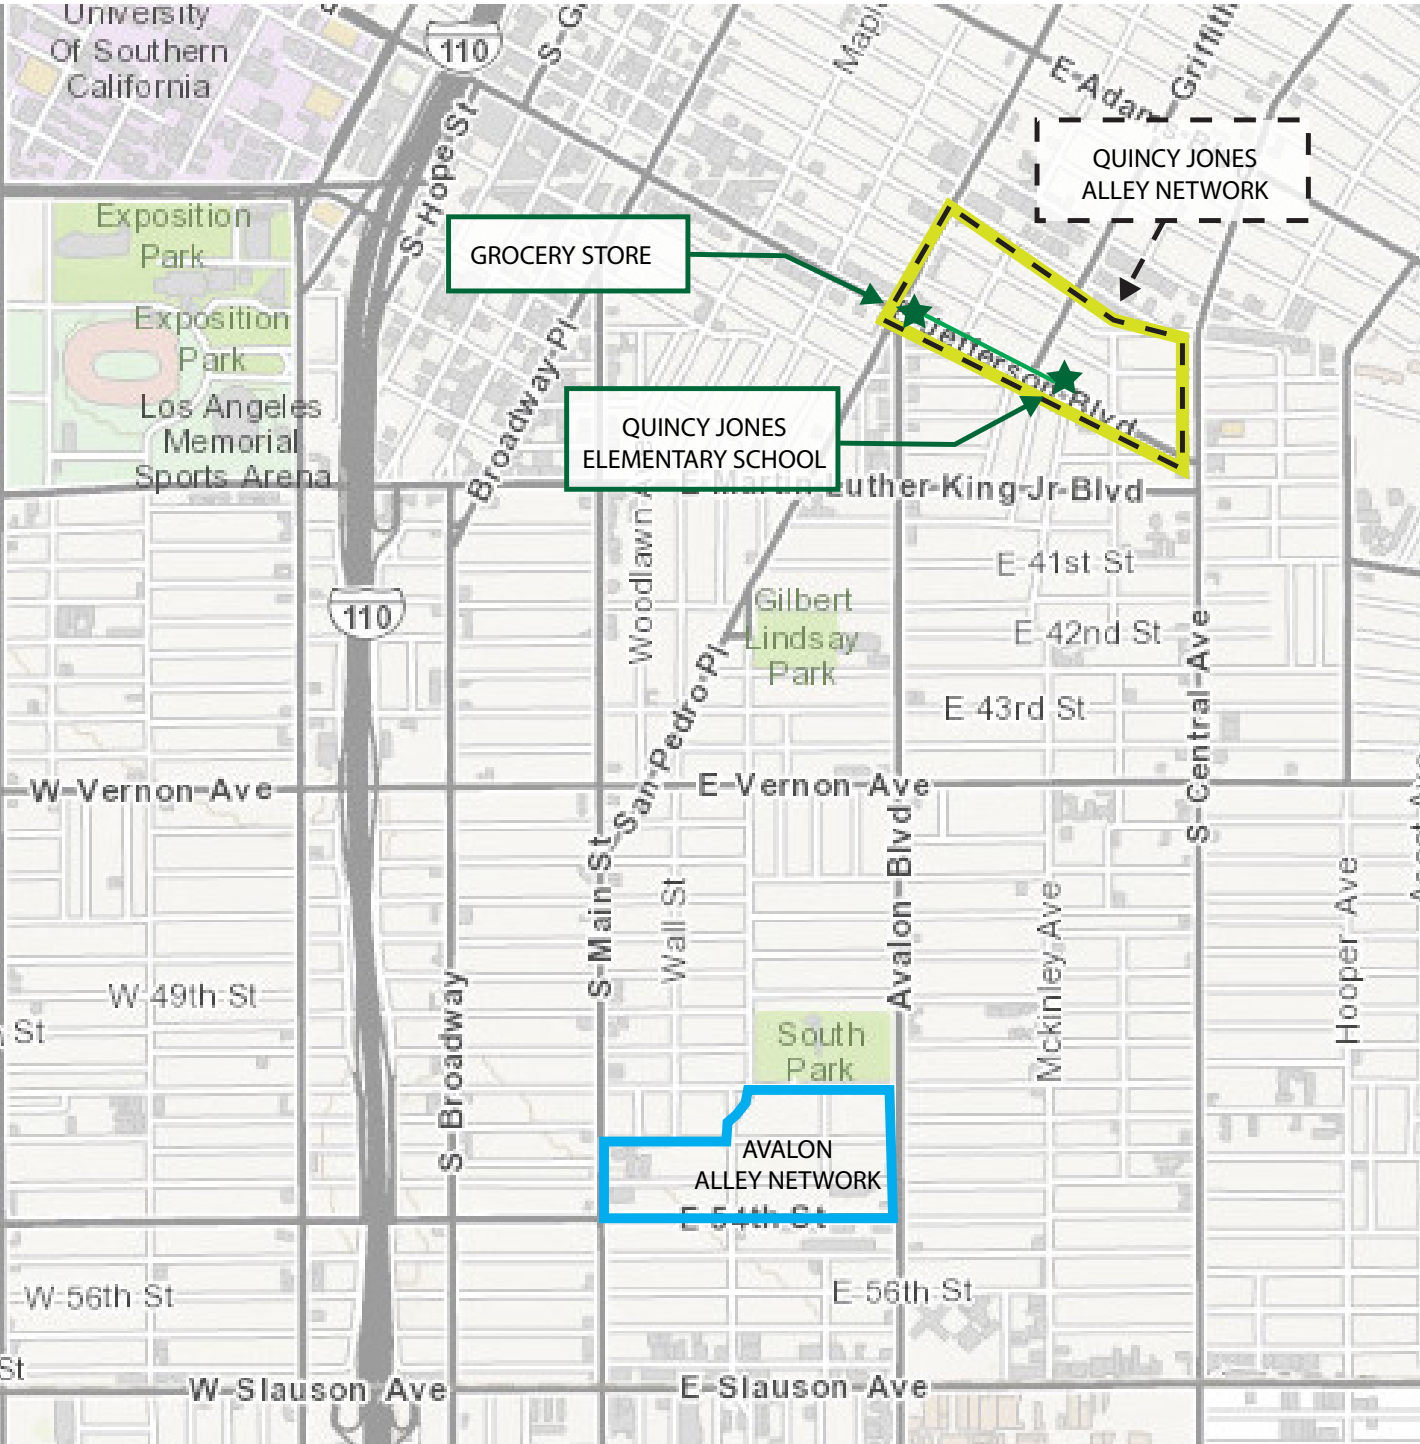 University
Of Southern
California
110
S Hope St
Maple
E Adams
Griffith
QUINCY JONES
ALLEY NETWORK
Exposition
Park
GROCERY STORE
Exposition
Park
Los Angeles
Memorial
Sports Arena
Broadway Pl
Jefferson Blvd
QUINCY JONES
ELEMENTARY SCHOOL
E Martin Luther King Jr Blvd
E 41st St
110
Woodlawn A
Gilbert
Lindsay
Park
E 42nd St
E 43rd St
San Pedro Pl
S Central Ave
W Vernon Ave
E Vernon Ave
S Main St
Wall St
Avalon Blvd
Mckinley Ave
Hooper Ave
W 49th St
St
S Broadway
South
Park
AVALON
ALLEY NETWORK
E 54th St
W 56th St
E 56th St
St
W Slauson Ave
E Slauson Ave